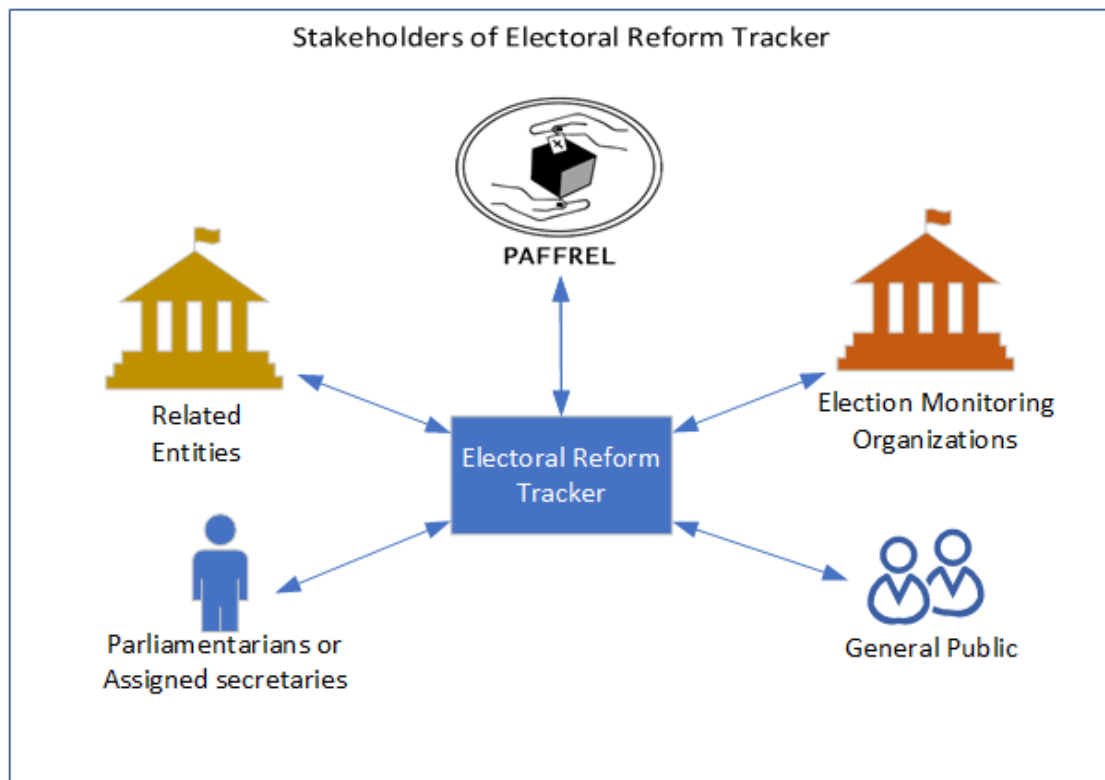 Stakeholders of Electoral Reform Tracker
x
PAFFREL
Related
Entities
Election Monitoring
Organizations
Electoral Reform
Tracker
Parliamentarians or
Assigned secretaries
General Public